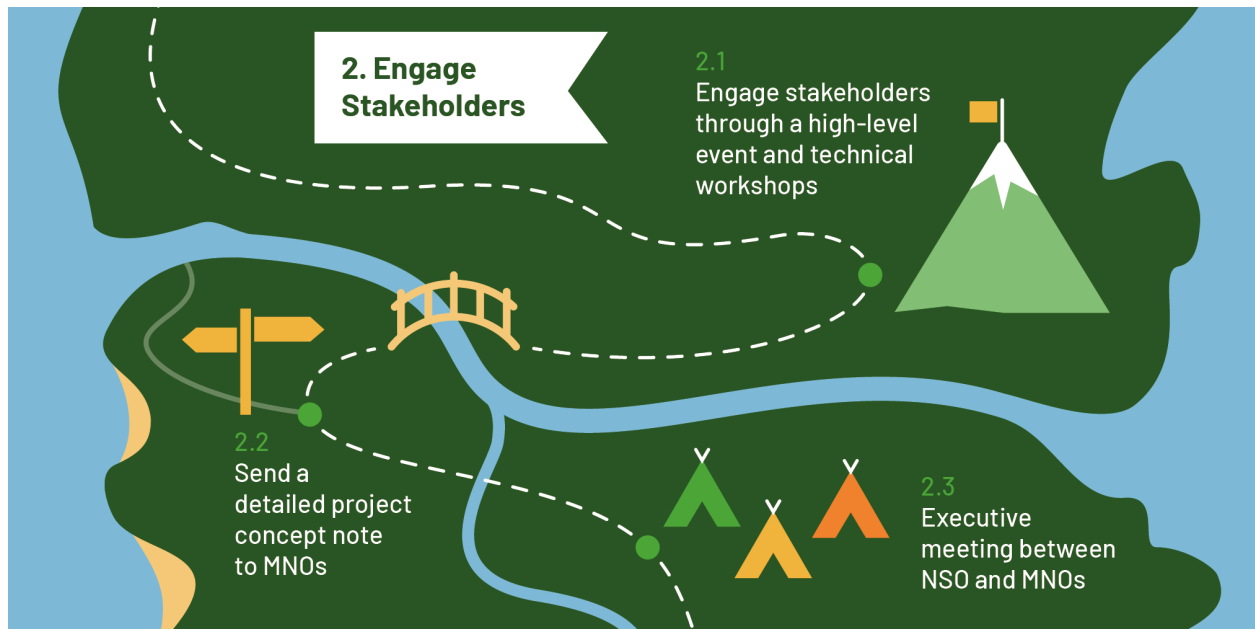 2. Engage
Stakeholders
2.1
Engage stakeholders
through a high-level
event and technical
workshops
2.2
Send a
detailed project
concept note
to MNOs
2.3
Executive
meeting between
NSO and MNOs